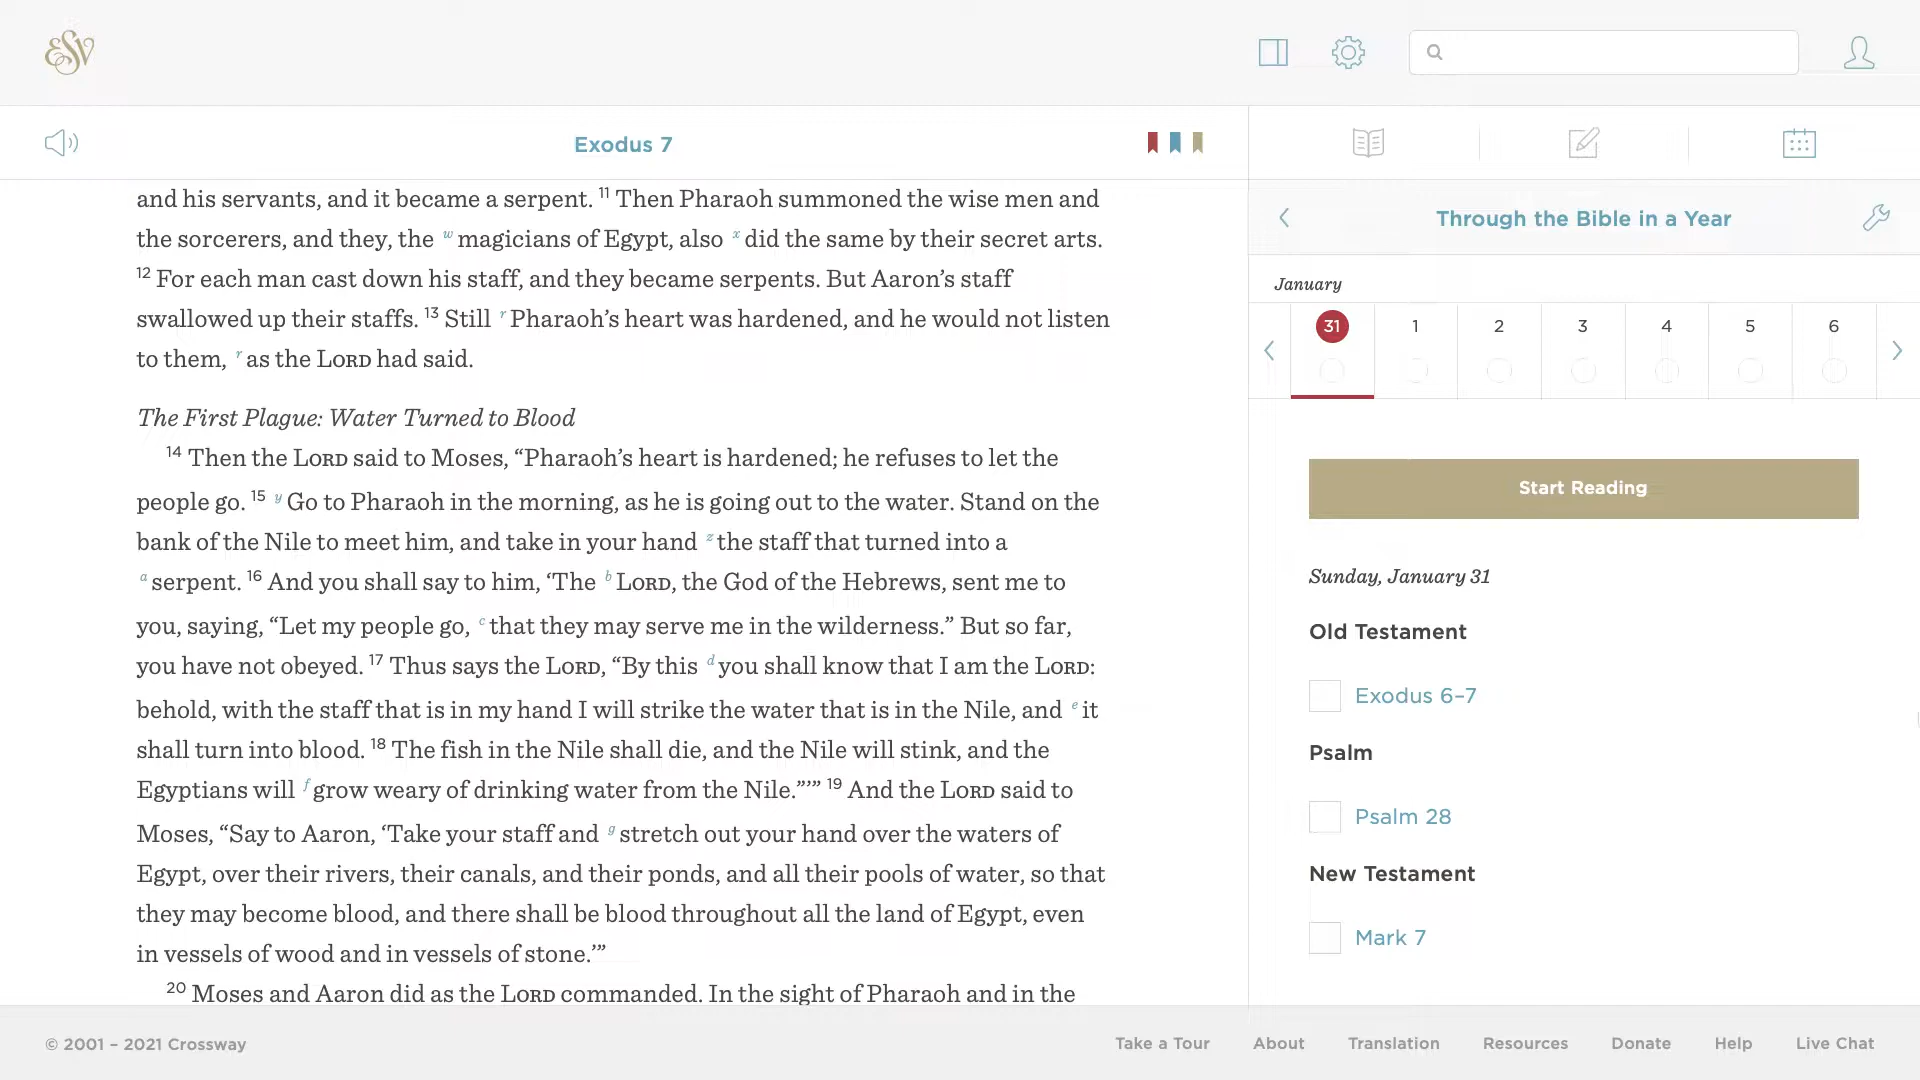 ESV
Exodus 7
and his servants, and it became a serpent. 11 Then Pharaoh summoned the wise men and
the sorcerers, and they, the w magicians of Egypt, also x did the same by their secret arts.
12 For each man cast down his staff, and they became serpents. But Aaron’s staff
swallowed up their staffs. 13 Still r Pharaoh’s heart was hardened, and he would not listen
to them, r as the LORD had said.
The First Plague: Water Turned to Blood
14 Then the LORD said to Moses, “Pharaoh’s heart is hardened; he refuses to let the
people go. 15 y Go to Pharaoh in the morning, as he is going out to the water. Stand on the
bank of the Nile to meet him, and take in your hand z the staff that turned into a
a serpent. 16 And you shall say to him, ‘The b LORD, the God of the Hebrews, sent me to
you, saying, “Let my people go, c that they may serve me in the wilderness.” But so far,
you have not obeyed. 17 Thus says the LORD, “By this d you shall know that I am the LORD:
behold, with the staff that is in my hand I will strike the water that is in the Nile, and e it
shall turn into blood. 18 The fish in the Nile shall die, and the Nile will stink, and the
Egyptians will f grow weary of drinking water from the Nile.”’” 19 And the LORD said to
Moses, “Say to Aaron, ‘Take your staff and g stretch out your hand over the waters of
Egypt, over their rivers, their canals, and their ponds, and all their pools of water, so that
they may become blood, and there shall be blood throughout all the land of Egypt, even
in vessels of wood and in vessels of stone.’”
20 Moses and Aaron did as the LORD commanded. In the sight of Pharaoh and in the
Through the Bible in a Year
January
31 1 2 3 4 5 6
Start Reading
Sunday, January 31
Old Testament
Exodus 6–7
Psalm
Psalm 28
New Testament
Mark 7
© 2001 – 2021 Crossway
Take a Tour About Translation Resources Donate Help Live Chat